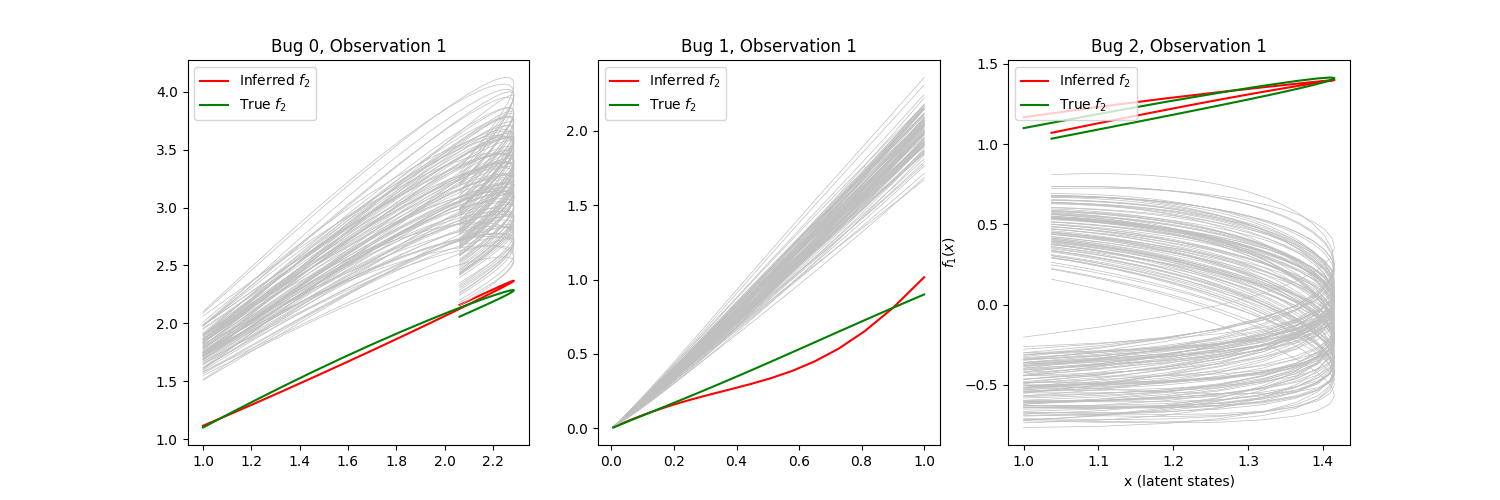 Bug 0, Observation 1
Inferred f₂
True f₂
4.0
3.5
3.0
2.5
2.0
1.5
1.0
1.0 1.2 1.4 1.6 1.8 2.0 2.2
Bug 1, Observation 1
Inferred f₂
True f₂
2.0
1.5
1.0
0.5
0.0
0.0 0.2 0.4 0.6 0.8 1.0
Bug 2, Observation 1
Inferred f₂
True f₂
f₁(x)
1.5
1.0
0.5
0.0
−0.5
1.0 1.1 1.2 1.3 1.4
x (latent states)